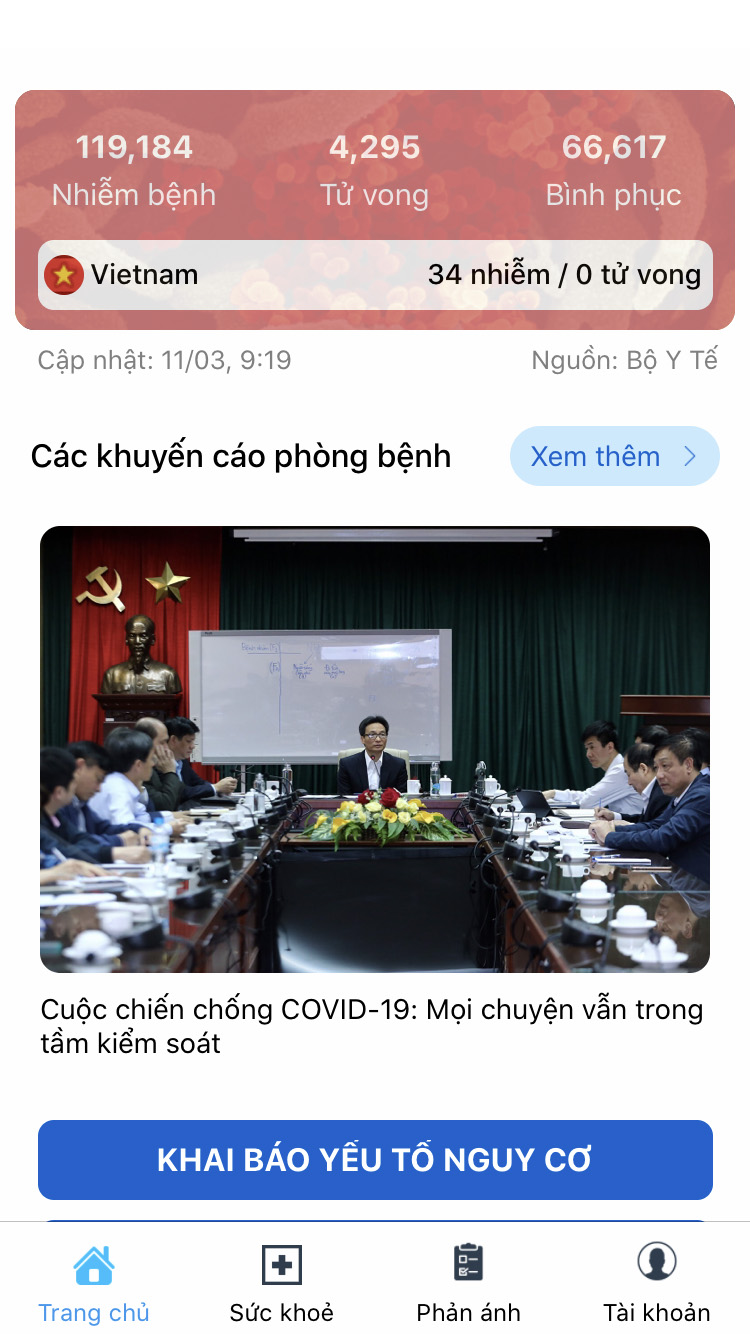 119,184 4,295 66,617
Nhiễm bệnh Tử vong Bình phục
Vietnam 34 nhiễm / 0 tử vong
Cập nhật: 11/03, 9:19 Nguồn: Bộ Y Tế
Các khuyến cáo phòng bệnh Xem thêm
Cuộc chiến chống COVID-19: Mọi chuyện vẫn trong
tầm kiểm soát
KHAI BÁO YẾU TỐ NGUY CƠ
Trang chủ Sức khoẻ Phản ánh Tài khoản